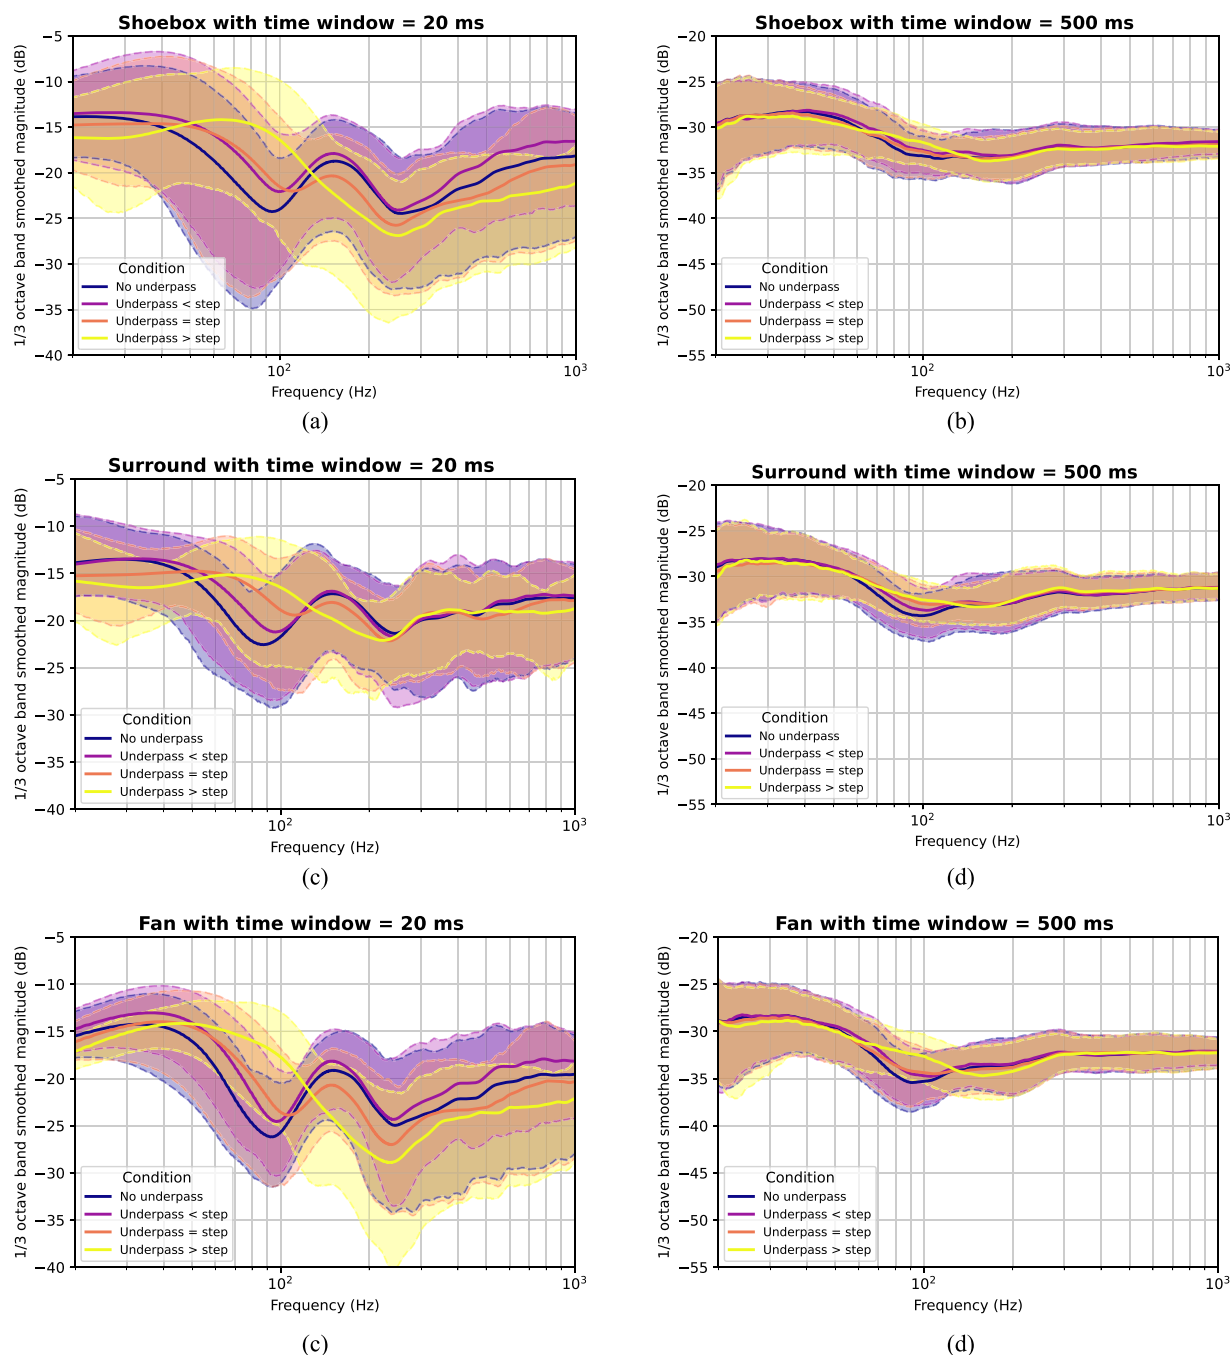 Shoebox with time window = 20 ms
1/3 octave band smoothed magnitude (dB)
−5
−10
−15
−20
−25
−30
−35
−40
Condition
No underpass
Underpass < step
Underpass = step
Underpass > step
10²
10³
Frequency (Hz)
(a)
Shoebox with time window = 500 ms
1/3 octave band smoothed magnitude (dB)
−20
−25
−30
−35
−40
−45
−50
−55
Condition
No underpass
Underpass < step
Underpass = step
Underpass > step
10²
10³
Frequency (Hz)
(b)
Surround with time window = 20 ms
1/3 octave band smoothed magnitude (dB)
−5
−10
−15
−20
−25
−30
−35
−40
Condition
No underpass
Underpass < step
Underpass = step
Underpass > step
10²
10³
Frequency (Hz)
(c)
Surround with time window = 500 ms
1/3 octave band smoothed magnitude (dB)
−20
−25
−30
−35
−40
−45
−50
−55
Condition
No underpass
Underpass < step
Underpass = step
Underpass > step
10²
10³
Frequency (Hz)
(d)
Fan with time window = 20 ms
1/3 octave band smoothed magnitude (dB)
−5
−10
−15
−20
−25
−30
−35
−40
Condition
No underpass
Underpass < step
Underpass = step
Underpass > step
10²
10³
Frequency (Hz)
(c)
Fan with time window = 500 ms
1/3 octave band smoothed magnitude (dB)
−20
−25
−30
−35
−40
−45
−50
−55
Condition
No underpass
Underpass < step
Underpass = step
Underpass > step
10²
10³
Frequency (Hz)
(d)